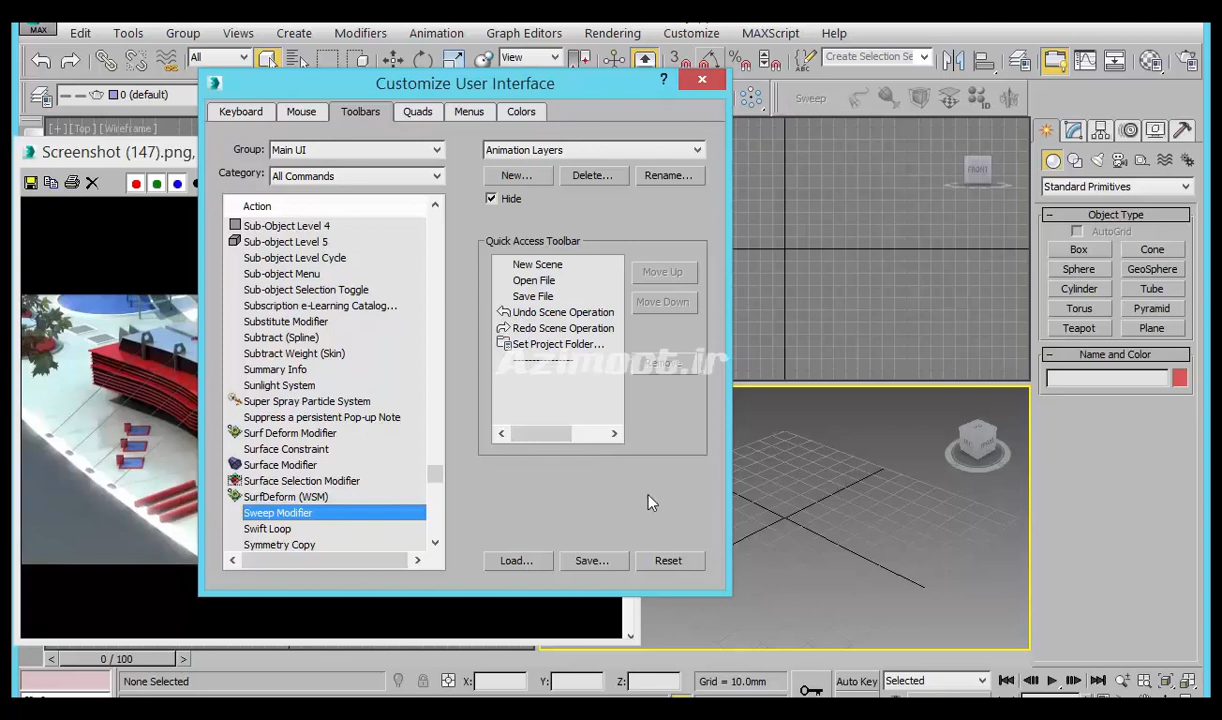 MAX
Edit Tools Group Views Create Modifiers Animation Graph Editors Rendering Customize MAXScript Help
All View Create Selection Se
0 (default) Sweep
Customize User Interface ?
[+] [Top] [Wireframe]
Screenshot (147).png,
Keyboard Mouse Toolbars Quads Menus Colors
Group: Main UI
Category: All Commands
Action
Sub-Object Level 4
Sub-object Level 5
Sub-object Level Cycle
Sub-object Menu
Sub-object Selection Toggle
Subscription e-Learning Catalog...
Substitute Modifier
Subtract (Spline)
Subtract Weight (Skin)
Summary Info
Sunlight System
Super Spray Particle System
Suppress a persistent Pop-up Note
Surf Deform Modifier
Surface Constraint
Surface Modifier
Surface Selection Modifier
SurfDeform (WSM)
Sweep Modifier
Swift Loop
Symmetry Copy
Animation Layers
New... Delete... Rename...
Hide
Quick Access Toolbar
New Scene
Open File
Save File
Undo Scene Operation
Redo Scene Operation
Set Project Folder...
Move Up
Move Down
Remove
Azimoot.ir
Load... Save... Reset
FRONT
Standard Primitives
Object Type
AutoGrid
Box Cone
Sphere GeoSphere
Cylinder Tube
Torus Pyramid
Teapot Plane
Name and Color
0 / 100
None Selected X: Y: Z: Grid = 10.0mm Auto Key Selected